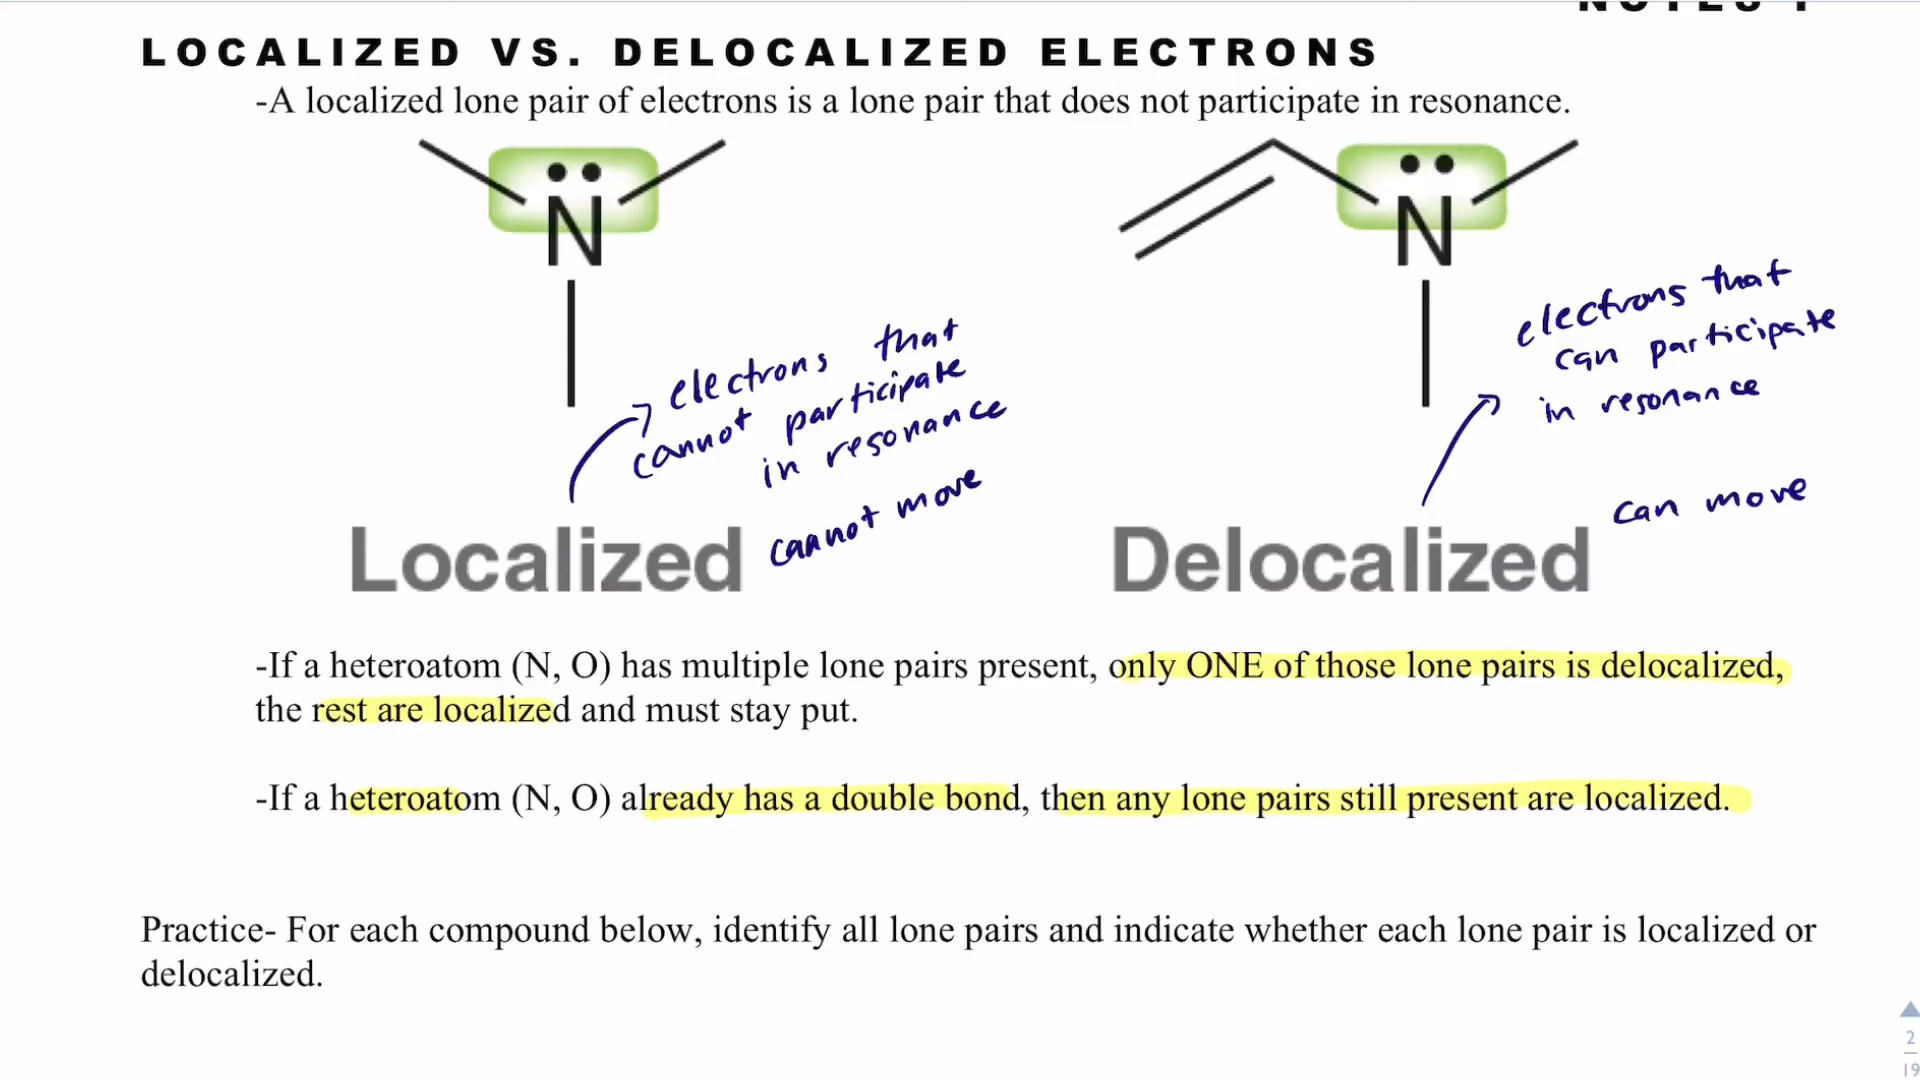 LOCALIZED VS. DELOCALIZED ELECTRONS
-A localized lone pair of electrons is a lone pair that does not participate in resonance.
N
N
electrons that
cannot participate
in resonance
cannot move
electrons that
can participate
in resonance
can move
Localized
Delocalized
-If a heteroatom (N, O) has multiple lone pairs present, only ONE of those lone pairs is delocalized,
the rest are localized and must stay put.
-If a heteroatom (N, O) already has a double bond, then any lone pairs still present are localized.
Practice- For each compound below, identify all lone pairs and indicate whether each lone pair is localized or
delocalized.
2
19